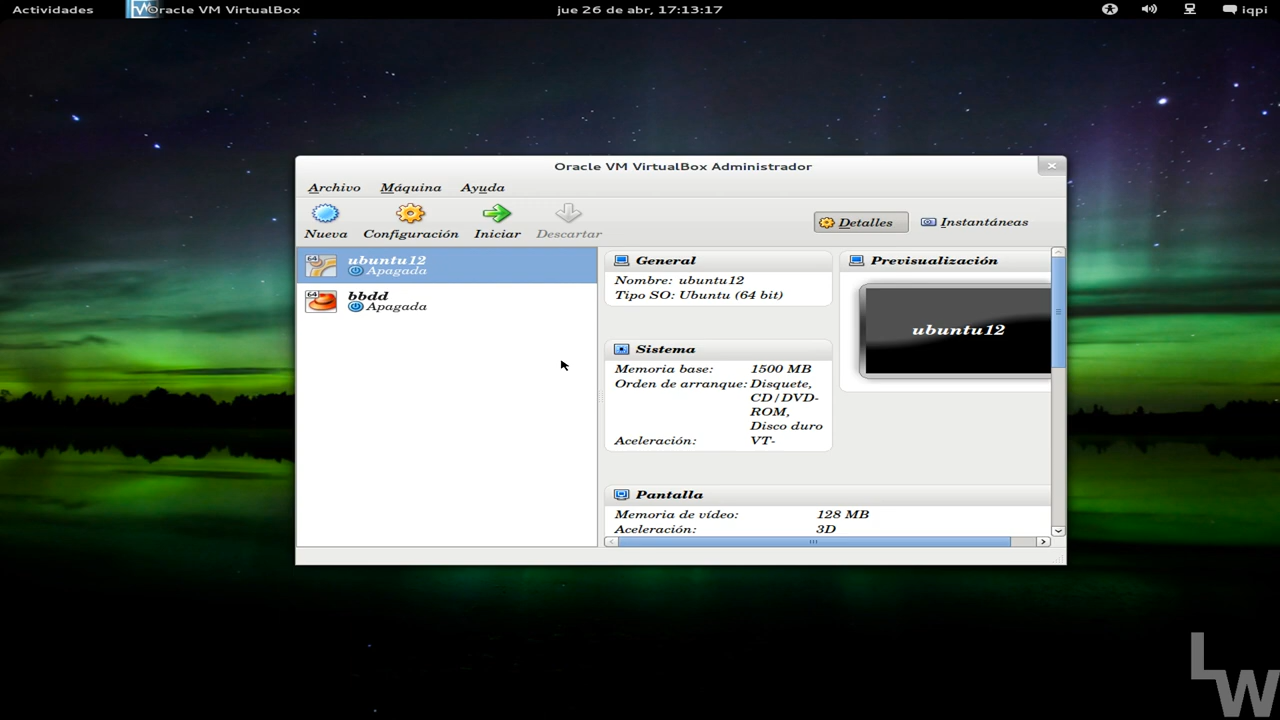 Actividades
Oracle VM VirtualBox
jue 26 de abr, 17:13:17
iqpi
Oracle VM VirtualBox Administrador
Archivo Máquina Ayuda
Nueva Configuración Iniciar Descartar
Detalles Instantáneas
64 ubuntu12
Apagada
64 bbdd
Apagada
General
Nombre: ubuntu12
Tipo SO: Ubuntu (64 bit)
Sistema
Memoria base: 1500 MB
Orden de arranque: Disquete,
CD/DVD-
ROM,
Disco duro
Aceleración: VT-
Previsualización
ubuntu12
Pantalla
Memoria de vídeo: 128 MB
Aceleración: 3D
LW